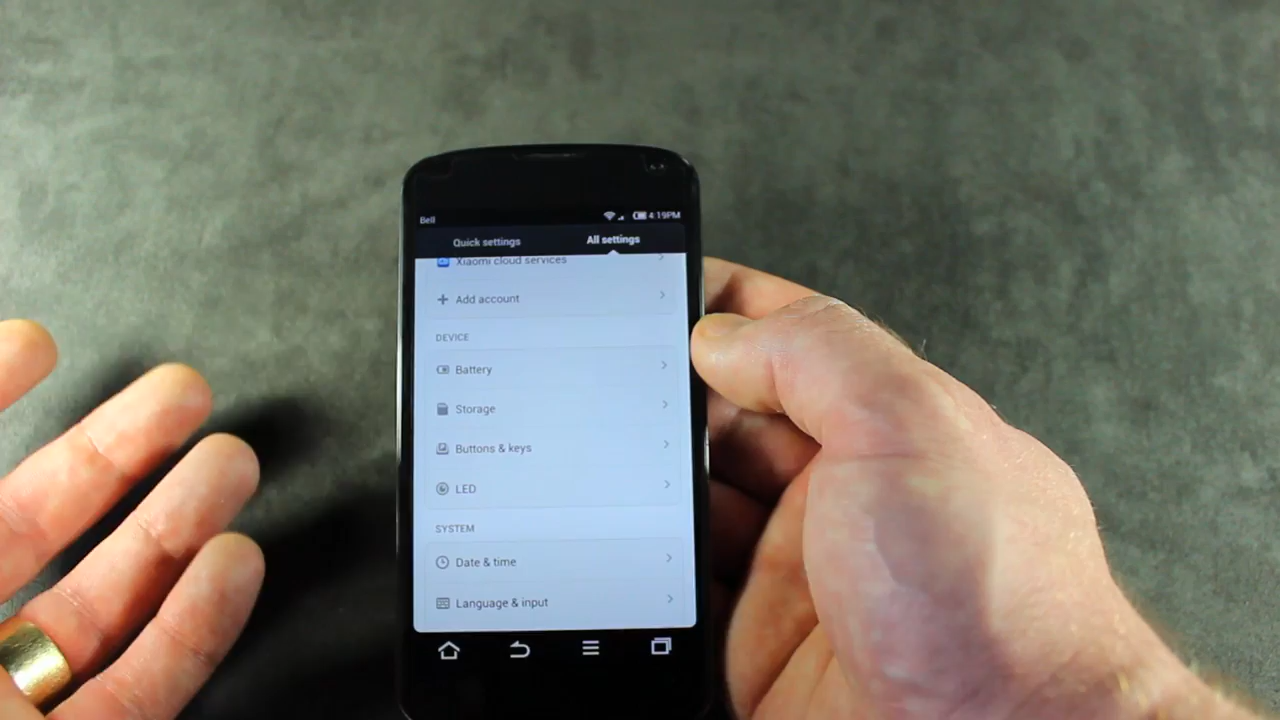 Bell
4:19PM
Quick settings
All settings
Xiaomi cloud services
Add account
DEVICE
Battery
Storage
Buttons & keys
LED
SYSTEM
Date & time
Language & input